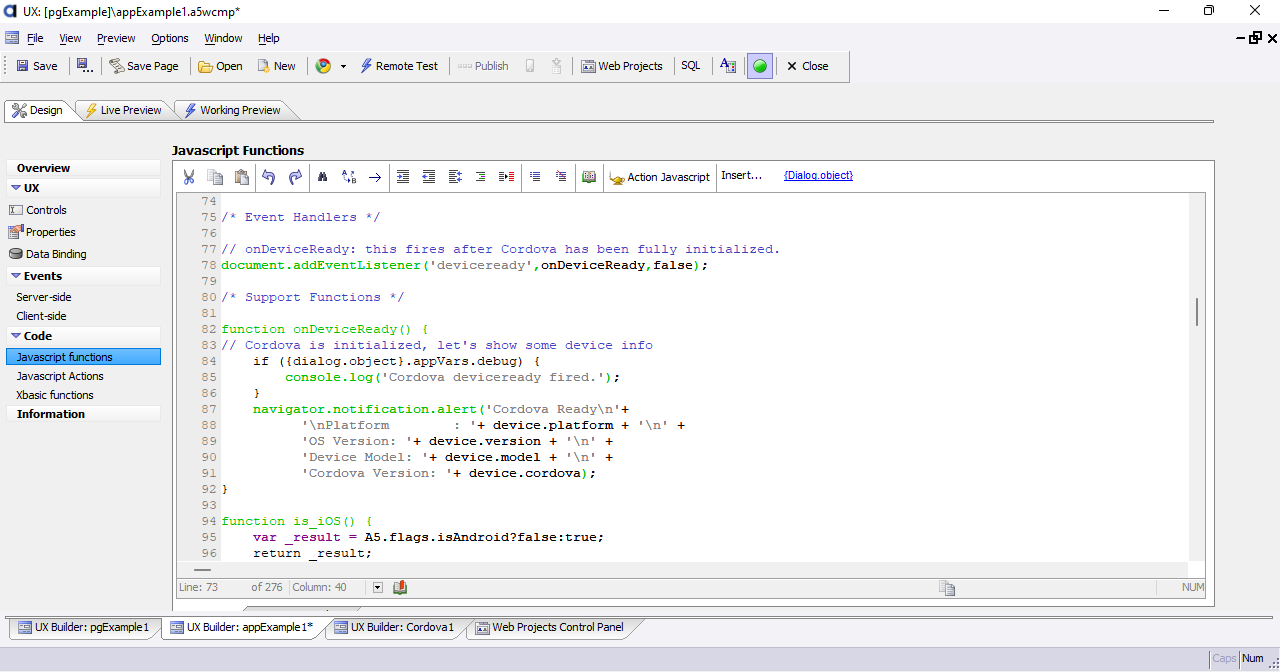 UX: [pgExample]\appExample1.a5wcmp*
File View Preview Options Window Help
Save Save Page Open New Remote Test Publish Web Projects SQL Close
Design Live Preview Working Preview
Javascript Functions
Overview
UX
Controls
Properties
Data Binding
Events
Server-side
Client-side
Code
Javascript functions
Javascript Actions
Xbasic functions
Information
Action Javascript Insert... {Dialog.object}
74
75 /* Event Handlers */
76
77 // onDeviceReady: this fires after Cordova has been fully initialized.
78 document.addEventListener('deviceready',onDeviceReady,false);
79
80 /* Support Functions */
81
82 function onDeviceReady() {
83 // Cordova is initialized, let's show some device info
84 if ({dialog.object}.appVars.debug) {
85 console.log('Cordova deviceready fired.');
86 }
87 navigator.notification.alert('Cordova Ready\n'+
88 '\nPlatform : '+ device.platform + '\n' +
89 'OS Version: '+ device.version + '\n' +
90 'Device Model: '+ device.model + '\n' +
91 'Cordova Version: '+ device.cordova);
92 }
93
94 function is_iOS() {
95 var _result = A5.flags.isAndroid?false:true;
96 return _result;
Line: 73 of 276 Column: 40 NUM
UX Builder: pgExample1 UX Builder: appExample1* UX Builder: Cordova1 Web Projects Control Panel
Caps Num